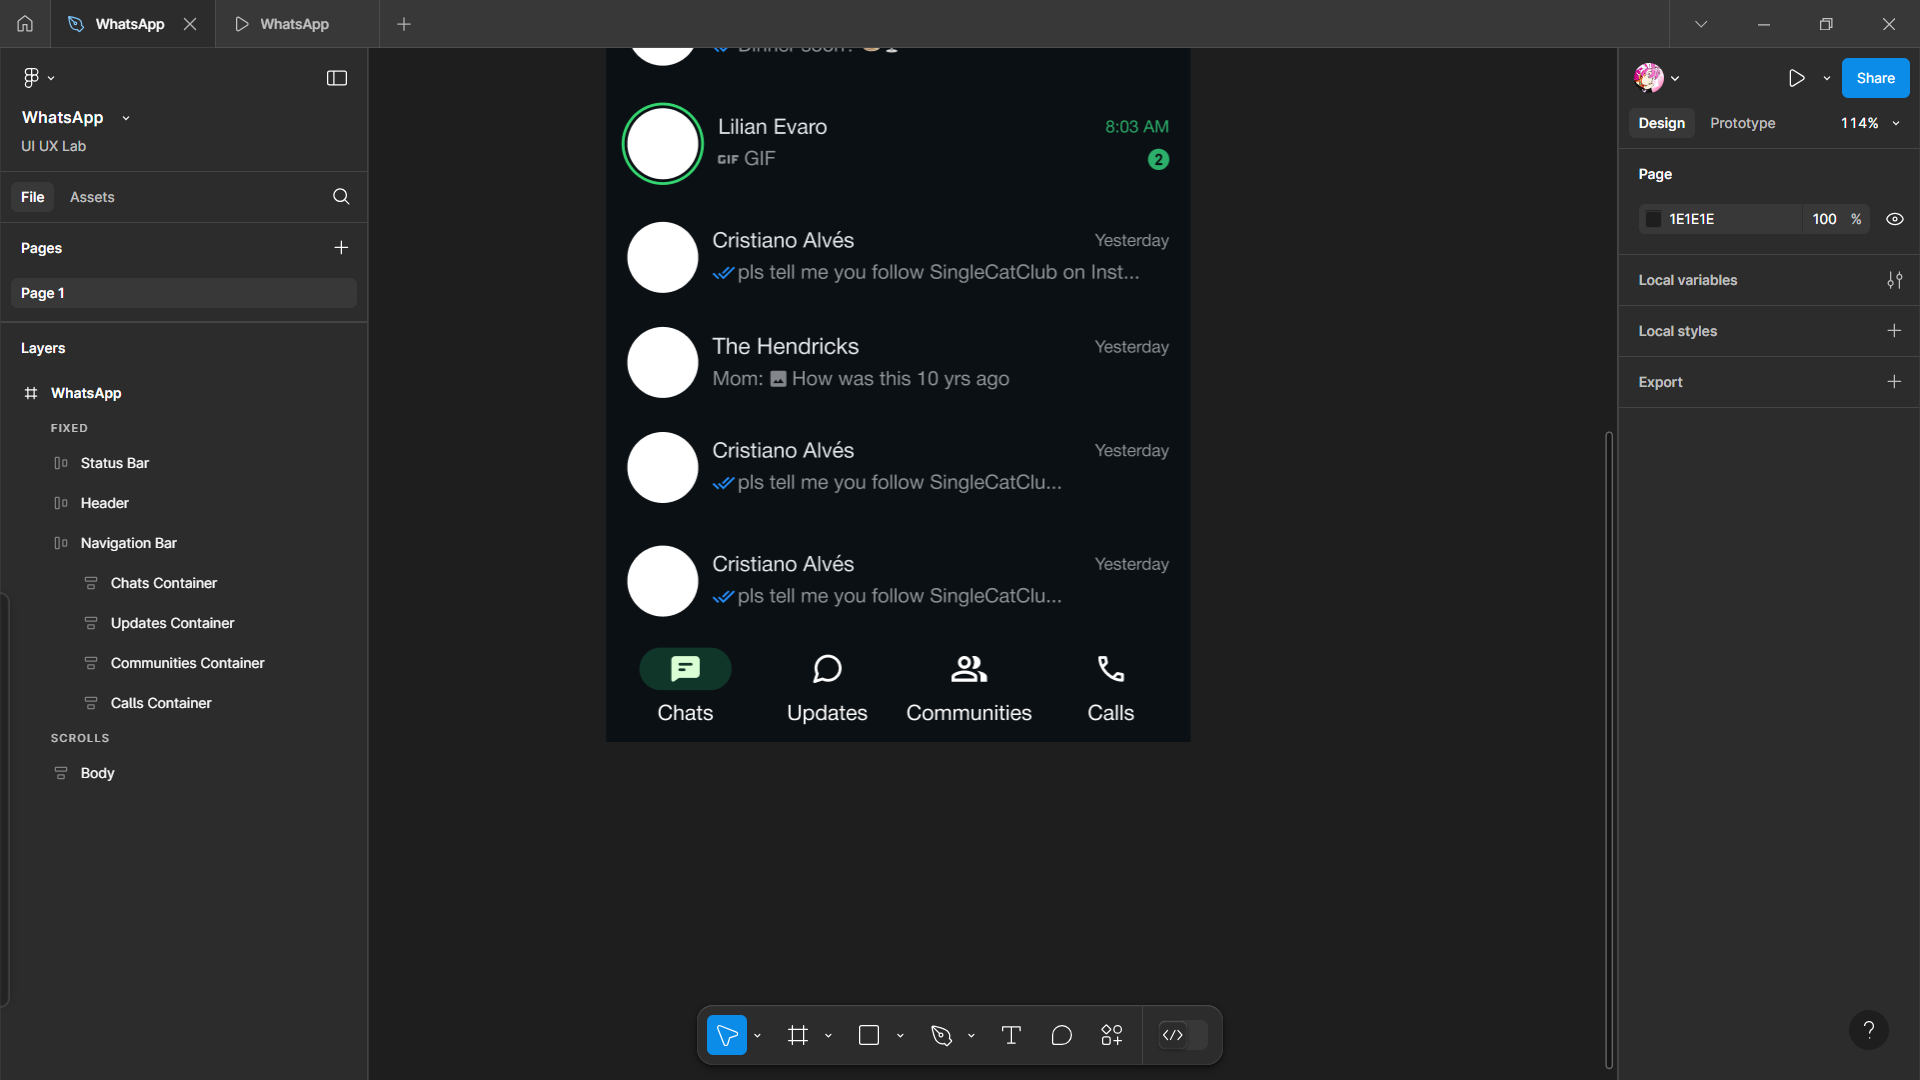 WhatsApp
WhatsApp
WhatsApp
UI UX Lab
File Assets
Pages
Page 1
Layers
WhatsApp
FIXED
Status Bar
Header
Navigation Bar
Chats Container
Updates Container
Communities Container
Calls Container
SCROLLS
Body
Dinner soon?
Lilian Evaro 8:03 AM
GIF GIF 2
Cristiano Alvés Yesterday
pls tell me you follow SingleCatClub on Inst...
The Hendricks Yesterday
Mom: How was this 10 yrs ago
Cristiano Alvés Yesterday
pls tell me you follow SingleCatClu...
Cristiano Alvés Yesterday
pls tell me you follow SingleCatClu...
Chats Updates Communities Calls
Share
Design Prototype 114%
Page
1E1E1E 100 %
Local variables
Local styles
Export
?